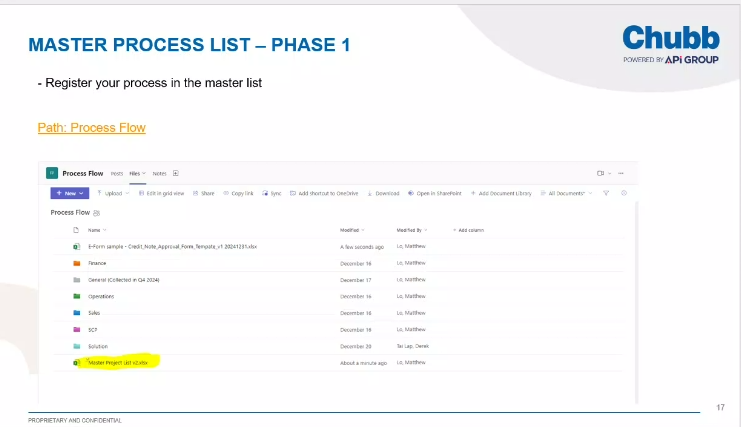 MASTER PROCESS LIST – PHASE 1
Chubb
POWERED BY APi GROUP
- Register your process in the master list
Path: Process Flow
Process Flow Posts Files Notes
+ New Upload Edit in grid view Share Copy link Sync Add shortcut to OneDrive Download Open in SharePoint + Add Document Library All Documents*
Process Flow
Name Modified Modified By + Add column
E-Form sample - Credit_Note_Approval_Form_Tempate_v1 20241231.xlsx A few seconds ago Lo, Matthew
Finance December 16 Lo, Matthew
General (Collected in Q4 2024) December 17 Lo, Matthew
Operations December 16 Lo, Matthew
Sales December 16 Lo, Matthew
SCP December 16 Lo, Matthew
Solution December 20 Tai Lap, Derek
Master Project List v2.xlsx About a minute ago Lo, Matthew
17
PROPRIETARY AND CONFIDENTIAL